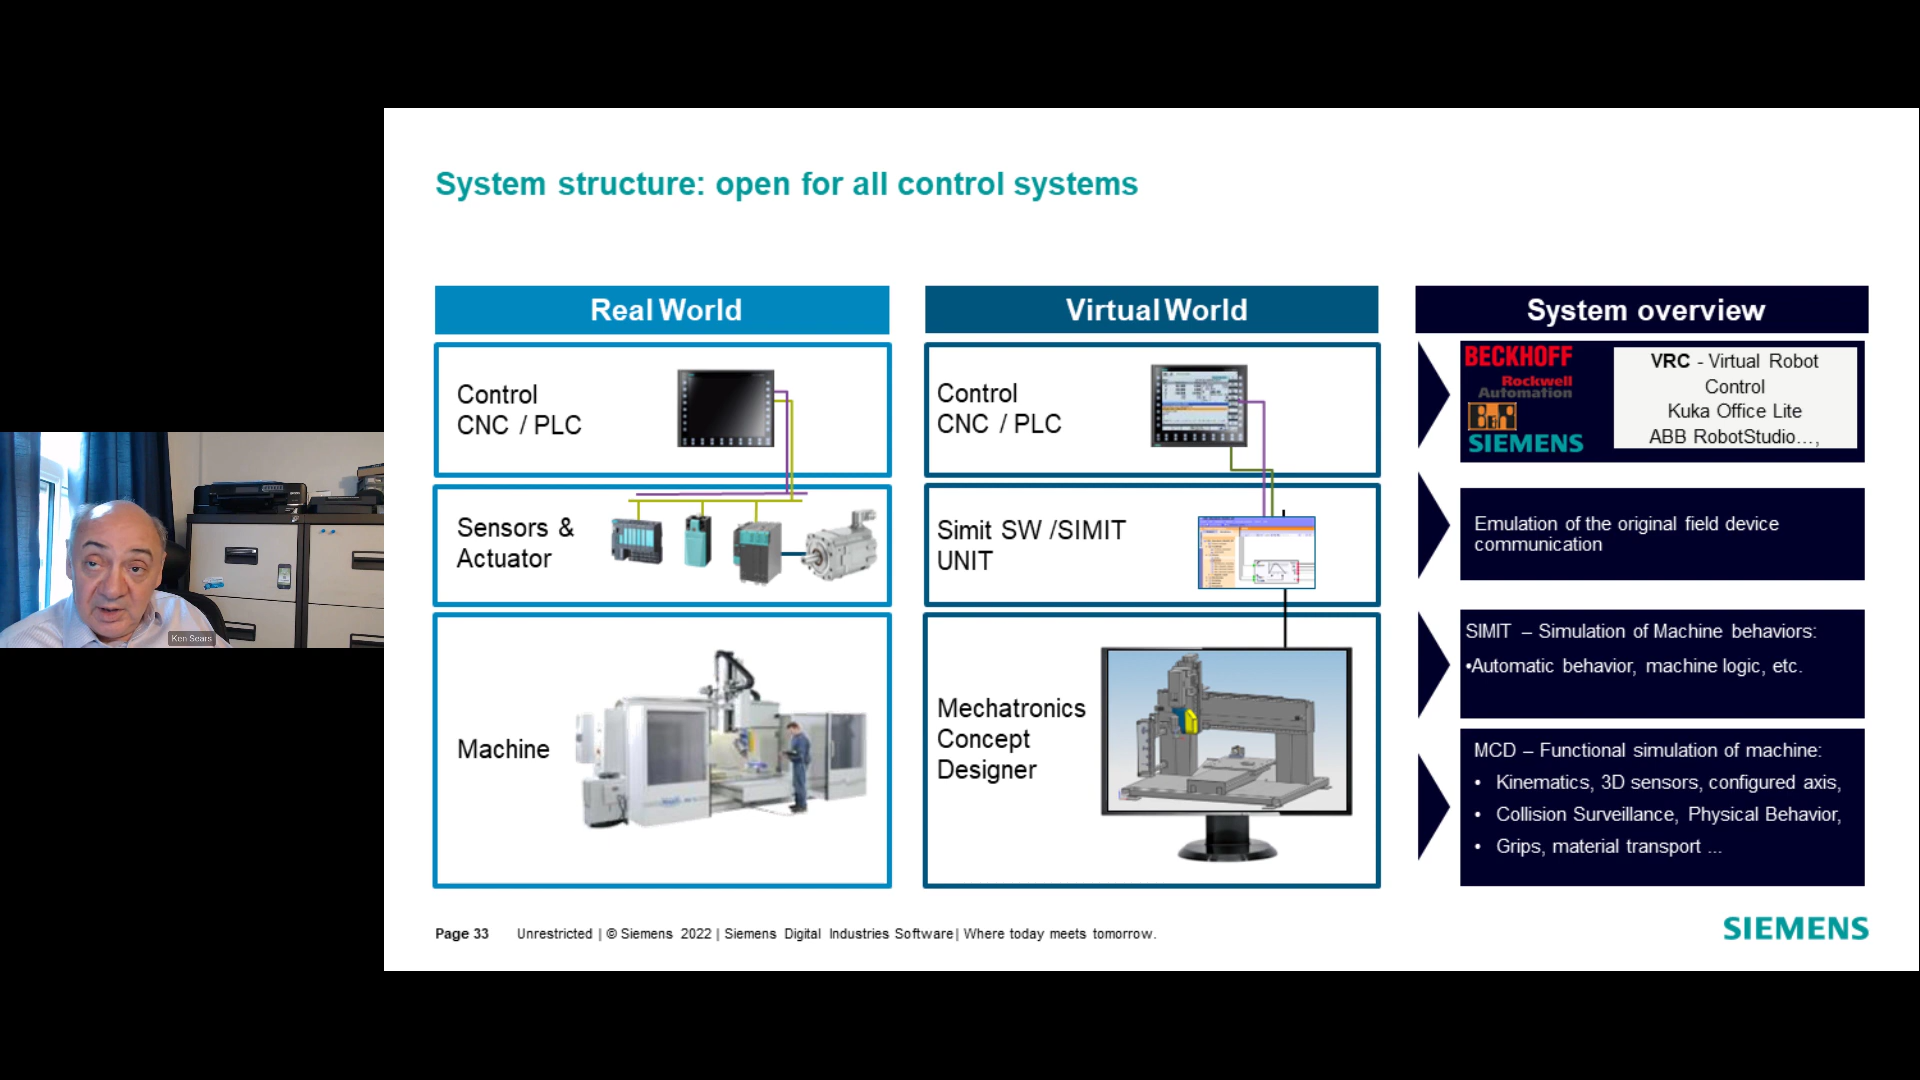 System structure: open for all control systems
Real World
Control
CNC / PLC
Sensors &
Actuator
Machine
Virtual World
Control
CNC / PLC
Simit SW /SIMIT
UNIT
Mechatronics
Concept
Designer
System overview
BECKHOFF
Rockwell
Automation
B&R
SIEMENS
VRC - Virtual Robot
Control
Kuka Office Lite
ABB RobotStudio...,
Emulation of the original field device
communication
SIMIT – Simulation of Machine behaviors:
•Automatic behavior, machine logic, etc.
MCD – Functional simulation of machine:
• Kinematics, 3D sensors, configured axis,
• Collision Surveillance, Physical Behavior,
• Grips, material transport ...
Ken Sears
Page 33 Unrestricted | © Siemens 2022 | Siemens Digital Industries Software| Where today meets tomorrow.
SIEMENS